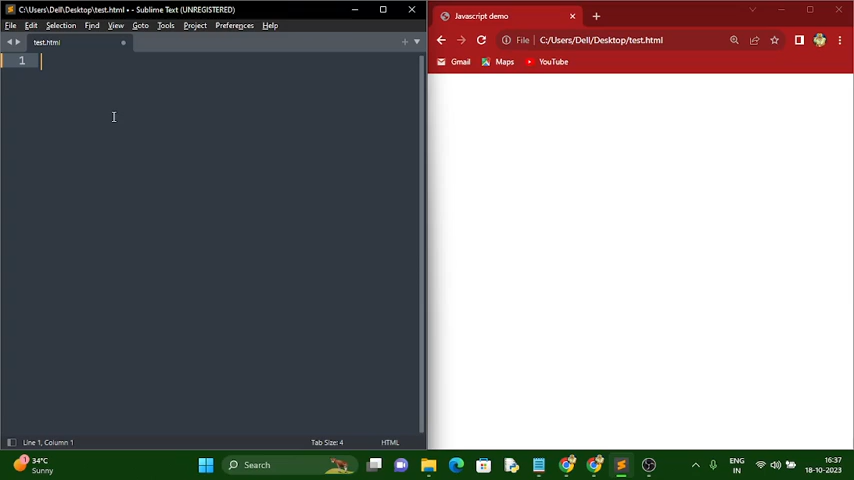 C:\Users\Dell\Desktop\test.html • - Sublime Text (UNREGISTERED)
File Edit Selection Find View Goto Tools Project Preferences Help
test.html
1
Line 1, Column 1
Tab Size: 4
HTML
Javascript demo
File
C:/Users/Dell/Desktop/test.html
Gmail
Maps
YouTube
1
34°C
Sunny
Search
ENG
IN
16:37
18-10-2023